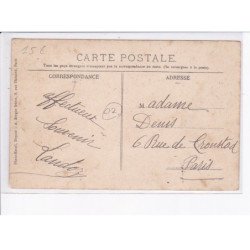 15€
CARTE POSTALE
Tous les pays étrangers n'acceptent pas la correspondance au recto. (Se renseigner à la poste)
CORRESPONDANCE
ADRESSE
affectueux
Souvenir
Madame
Denis
6 Rue de Cronstad
Paris